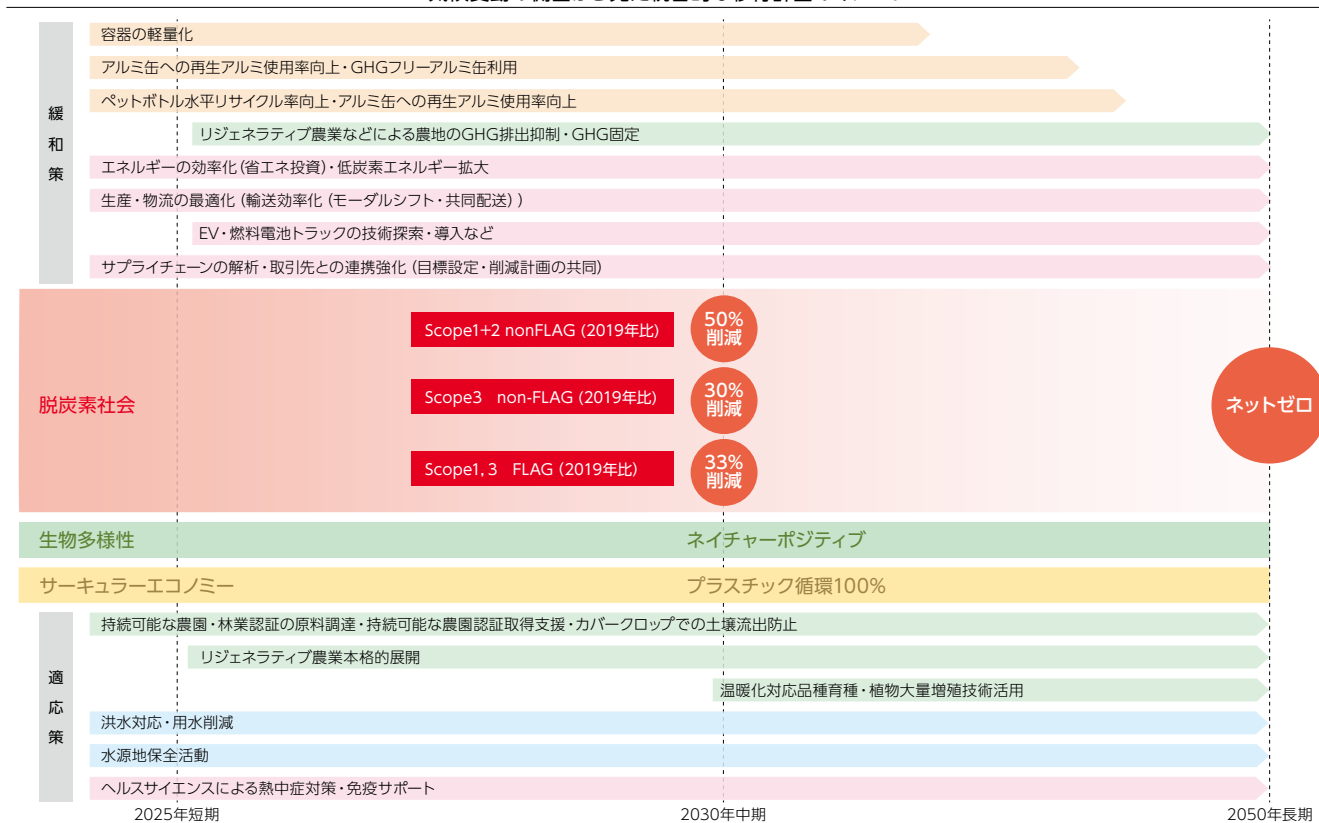 容器の軽量化
アルミ缶への再生アルミ使用率向上・GHGフリーアルミ缶利用
ペットボトル水平リサイクル率向上・アルミ缶への再生アルミ使用率向上
緩和策
リジェネラティブ農業などによる農地のGHG排出抑制・GHG固定
エネルギーの効率化(省エネ投資)・低炭素エネルギー拡大
生産・物流の最適化 (輸送効率化 (モーダルシフト・共同配送) )
EV・燃料電池トラックの技術探索・導入など
サプライチェーンの解析・取引先との連携強化 (目標設定・削減計画の共同)
脱炭素社会
Scope1+2 nonFLAG (2019年比)
50%
削減
Scope3 non-FLAG (2019年比)
30%
削減
Scope1, 3 FLAG (2019年比)
33%
削減
ネットゼロ
生物多様性
ネイチャーポジティブ
サーキュラーエコノミー
プラスチック循環100%
適応策
持続可能な農園・林業認証の原料調達・持続可能な農園認証取得支援・カバークロップでの土壌流出防止
リジェネラティブ農業本格的展開
温暖化対応品種育種・植物大量増殖技術活用
洪水対応・用水削減
水源地保全活動
ヘルスサイエンスによる熱中症対策・免疫サポート
2025年短期
2030年中期
2050年長期